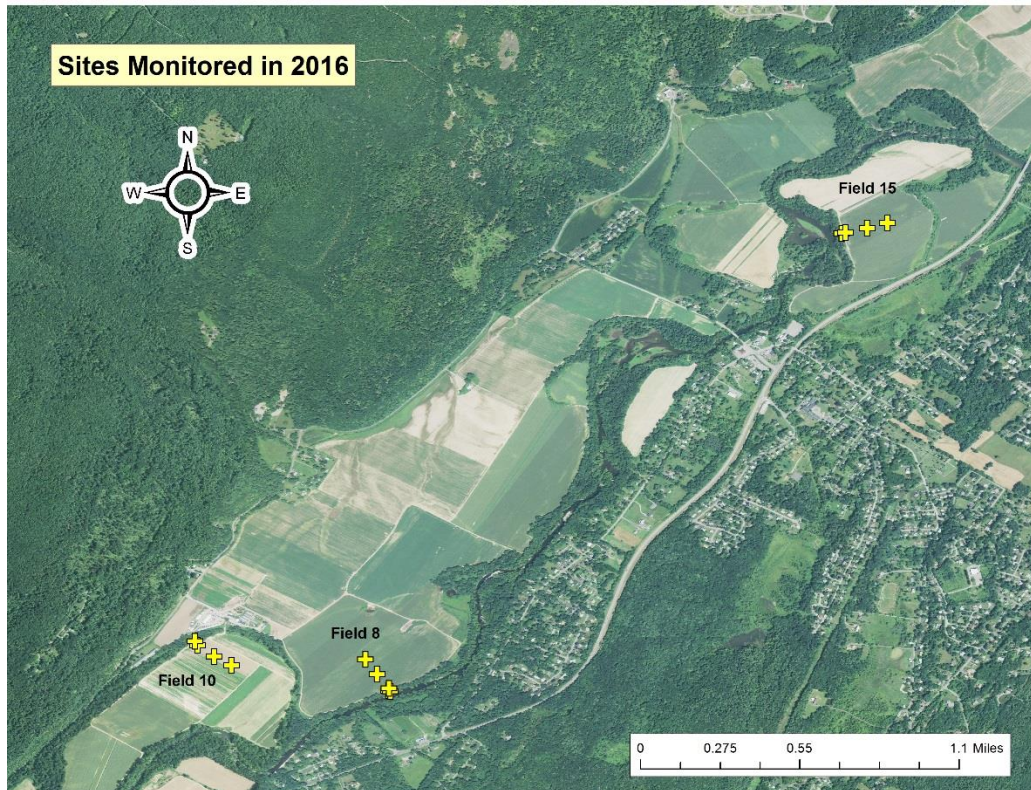 Sites Monitored in 2016
N
W E
S
Field 15
Field 8
Field 10
0 0.275 0.55 1.1 Miles